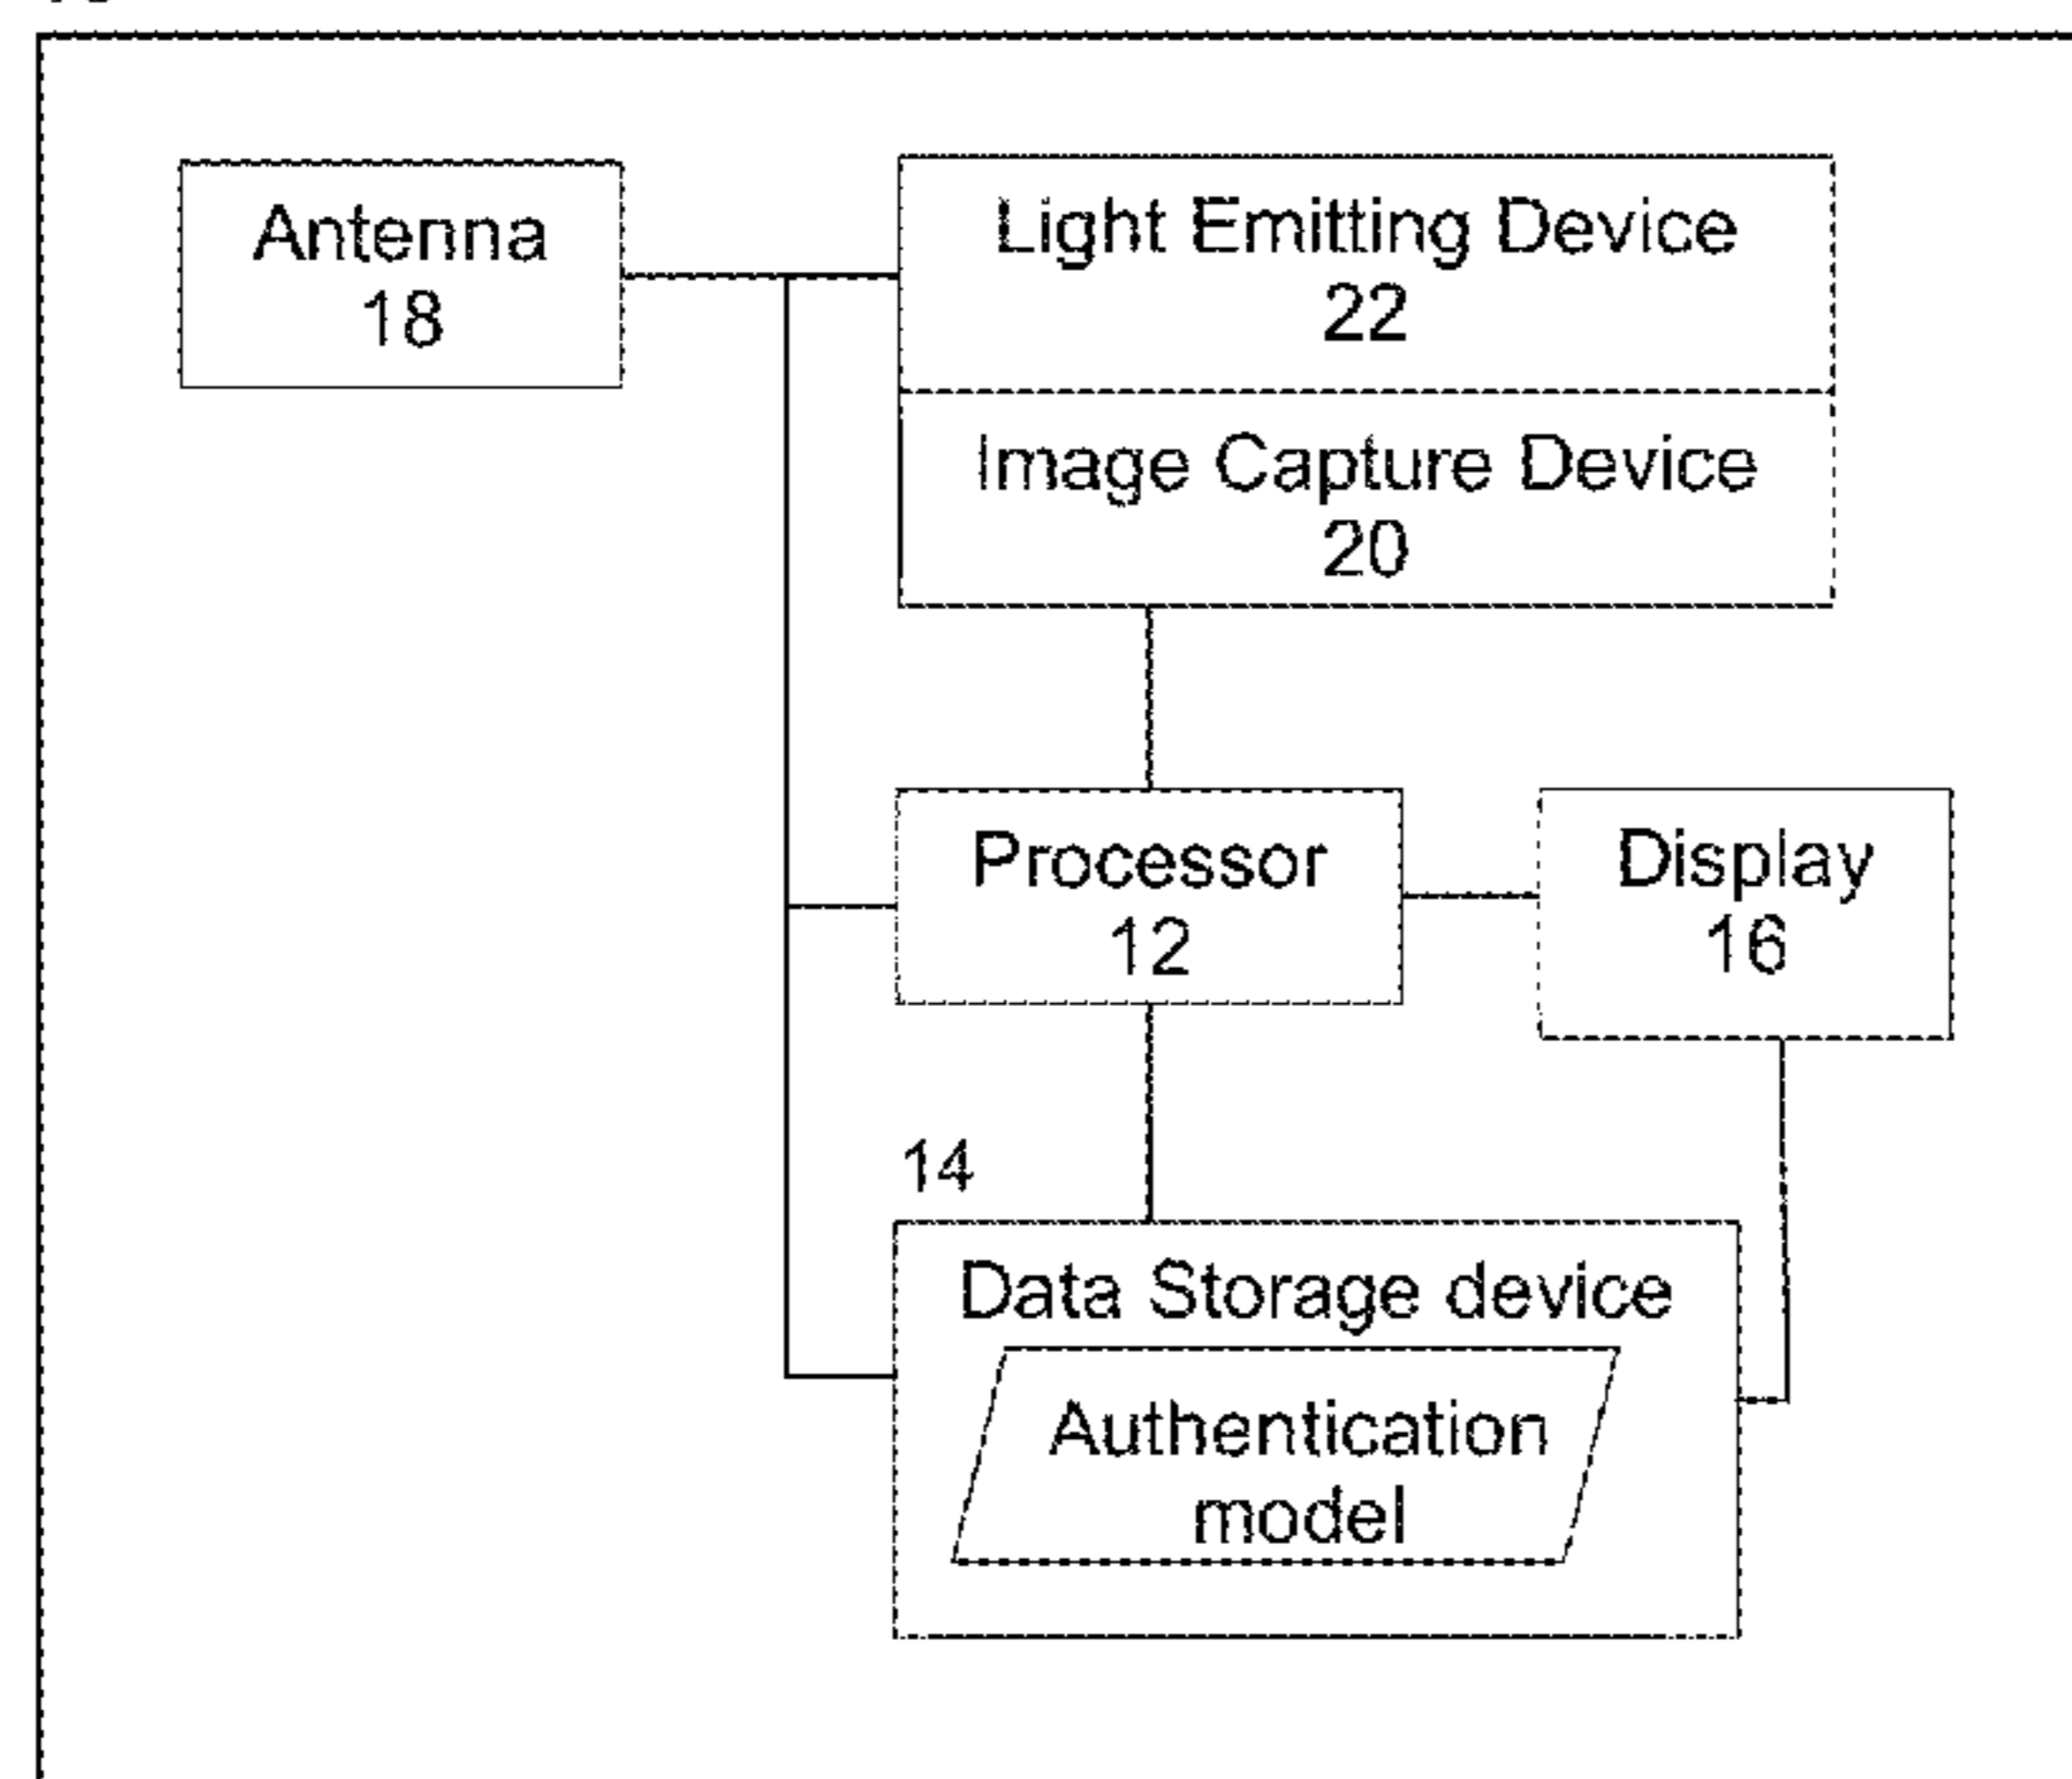 Antenna
18
Light Emitting Device
22
Image Capture Device
20
Processor
12
Display
16
14
Data Storage device
Authentication
model